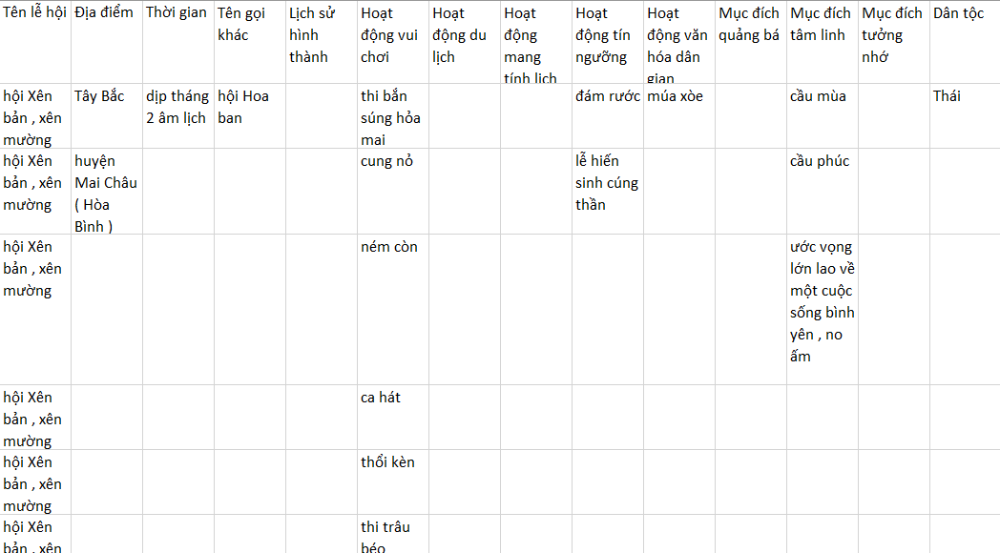 Tên lễ hội Địa điểm Thời gian Tên gọi khác Lịch sử hình thành Hoạt động vui chơi Hoạt động du lịch Hoạt động mang tính lịch Hoạt động tín ngưỡng Hoạt động văn hóa dân gian Mục đích quảng bá Mục đích tâm linh Mục đích tưởng nhớ Dân tộc
hội Xên bản , xên mường Tây Bắc dịp tháng 2 âm lịch hội Hoa ban thi bắn súng hỏa mai đám rước múa xòe cầu mùa Thái
hội Xên bản , xên mường huyện Mai Châu ( Hòa Bình ) cung nỏ lễ hiến sinh cúng thần cầu phúc
hội Xên bản , xên mường ném còn ước vọng lớn lao về một cuộc sống bình yên , no ấm
hội Xên bản , xên mường ca hát
hội Xên bản , xên mường thổi kèn
hội Xên bản , xên thi trâu béo